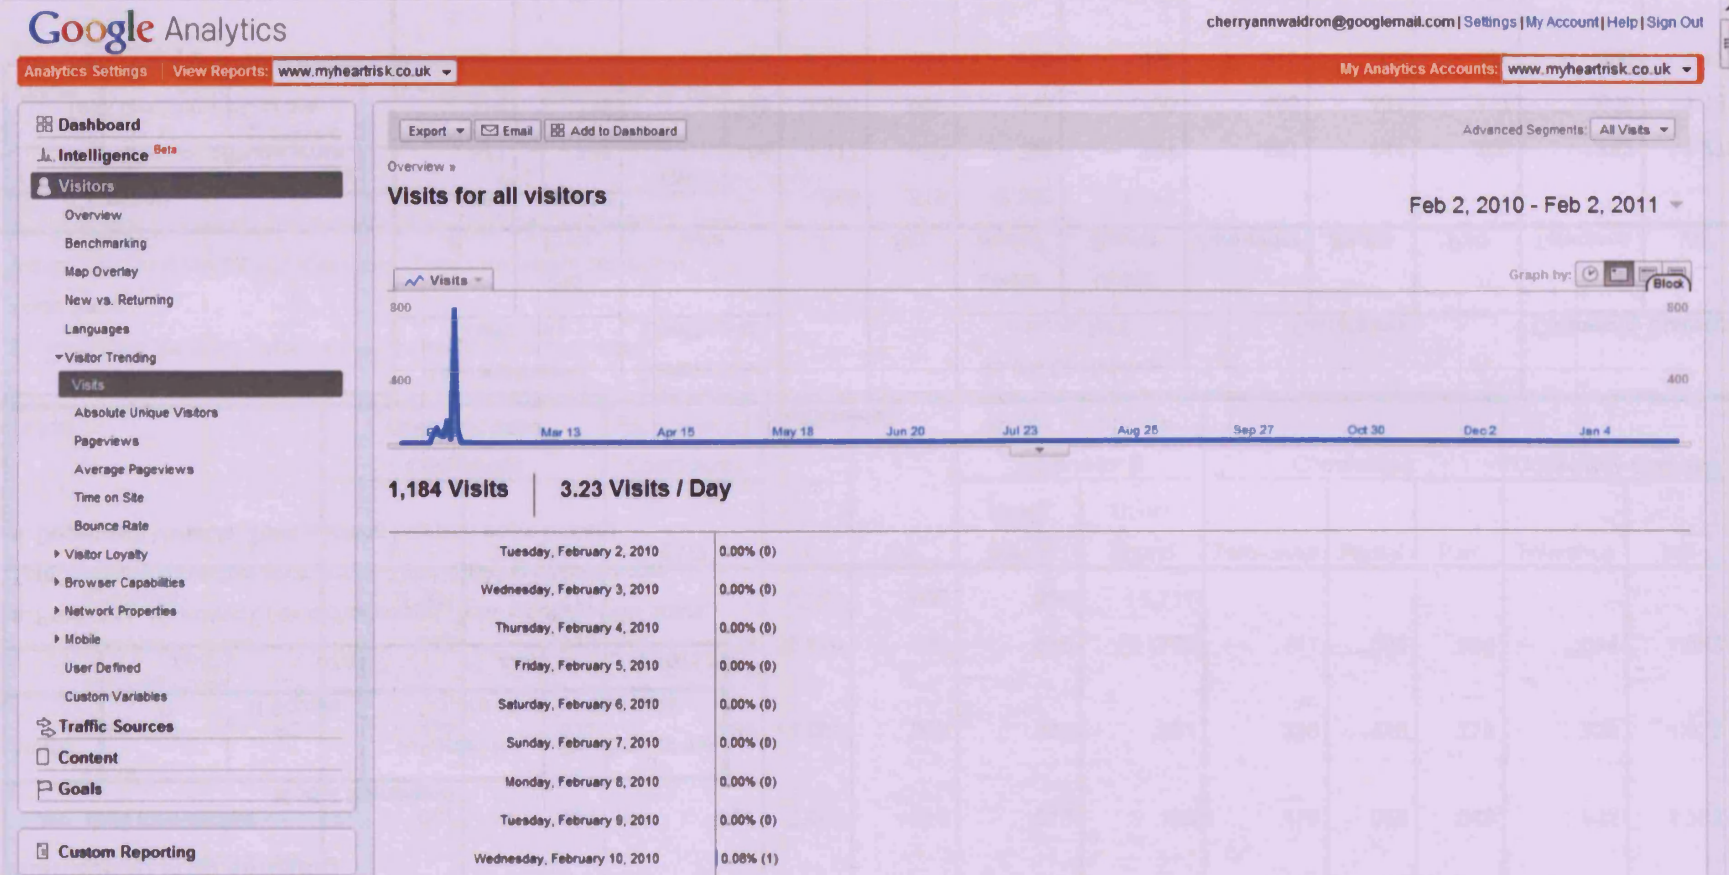 Google Analytics
cherryannwaldron@googlemail.com | Settings | My Account | Help | Sign Out
Analytics Settings View Reports: www.myheartrisk.co.uk
My Analytics Accounts: www.myheartrisk.co.uk
Dashboard
Intelligence Beta
Visitors
Overview
Benchmarking
Map Overlay
New vs. Returning
Languages
Visitor Trending
Visits
Absolute Unique Visitors
Pageviews
Average Pageviews
Time on Site
Bounce Rate
Visitor Loyalty
Browser Capabilities
Network Properties
Mobile
User Defined
Custom Variables
Traffic Sources
Content
Goals
Custom Reporting
Export Email Add to Dashboard
Advanced Segments: All Visits
Overview »
Visits for all visitors
Feb 2, 2010 - Feb 2, 2011
Visits
Graph by:
800 800
400 400
Mar 13 Apr 15 May 18 Jun 20 Jul 23 Aug 25 Sep 27 Oct 30 Dec 2 Jan 4
1,184 Visits 3.23 Visits / Day
Tuesday, February 2, 2010 0.00% (0)
Wednesday, February 3, 2010 0.00% (0)
Thursday, February 4, 2010 0.00% (0)
Friday, February 5, 2010 0.00% (0)
Saturday, February 6, 2010 0.00% (0)
Sunday, February 7, 2010 0.00% (0)
Monday, February 8, 2010 0.00% (0)
Tuesday, February 9, 2010 0.00% (0)
Wednesday, February 10, 2010 0.08% (1)